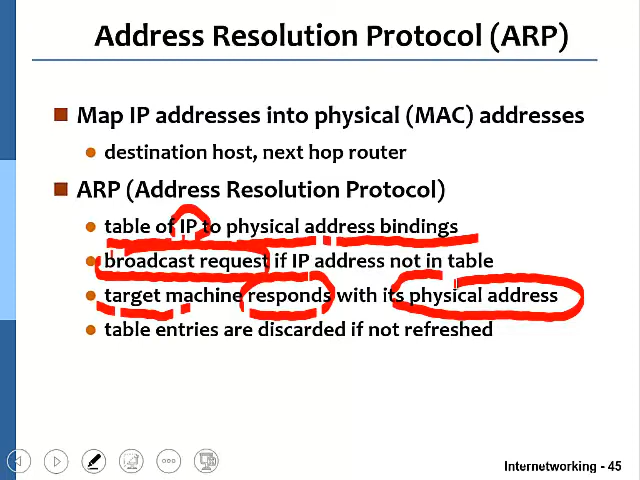 Address Resolution Protocol (ARP)
Map IP addresses into physical (MAC) addresses
destination host, next hop router
ARP (Address Resolution Protocol)
table of IP to physical address bindings
broadcast request if IP address not in table
target machine responds with its physical address
table entries are discarded if not refreshed
Internetworking - 45